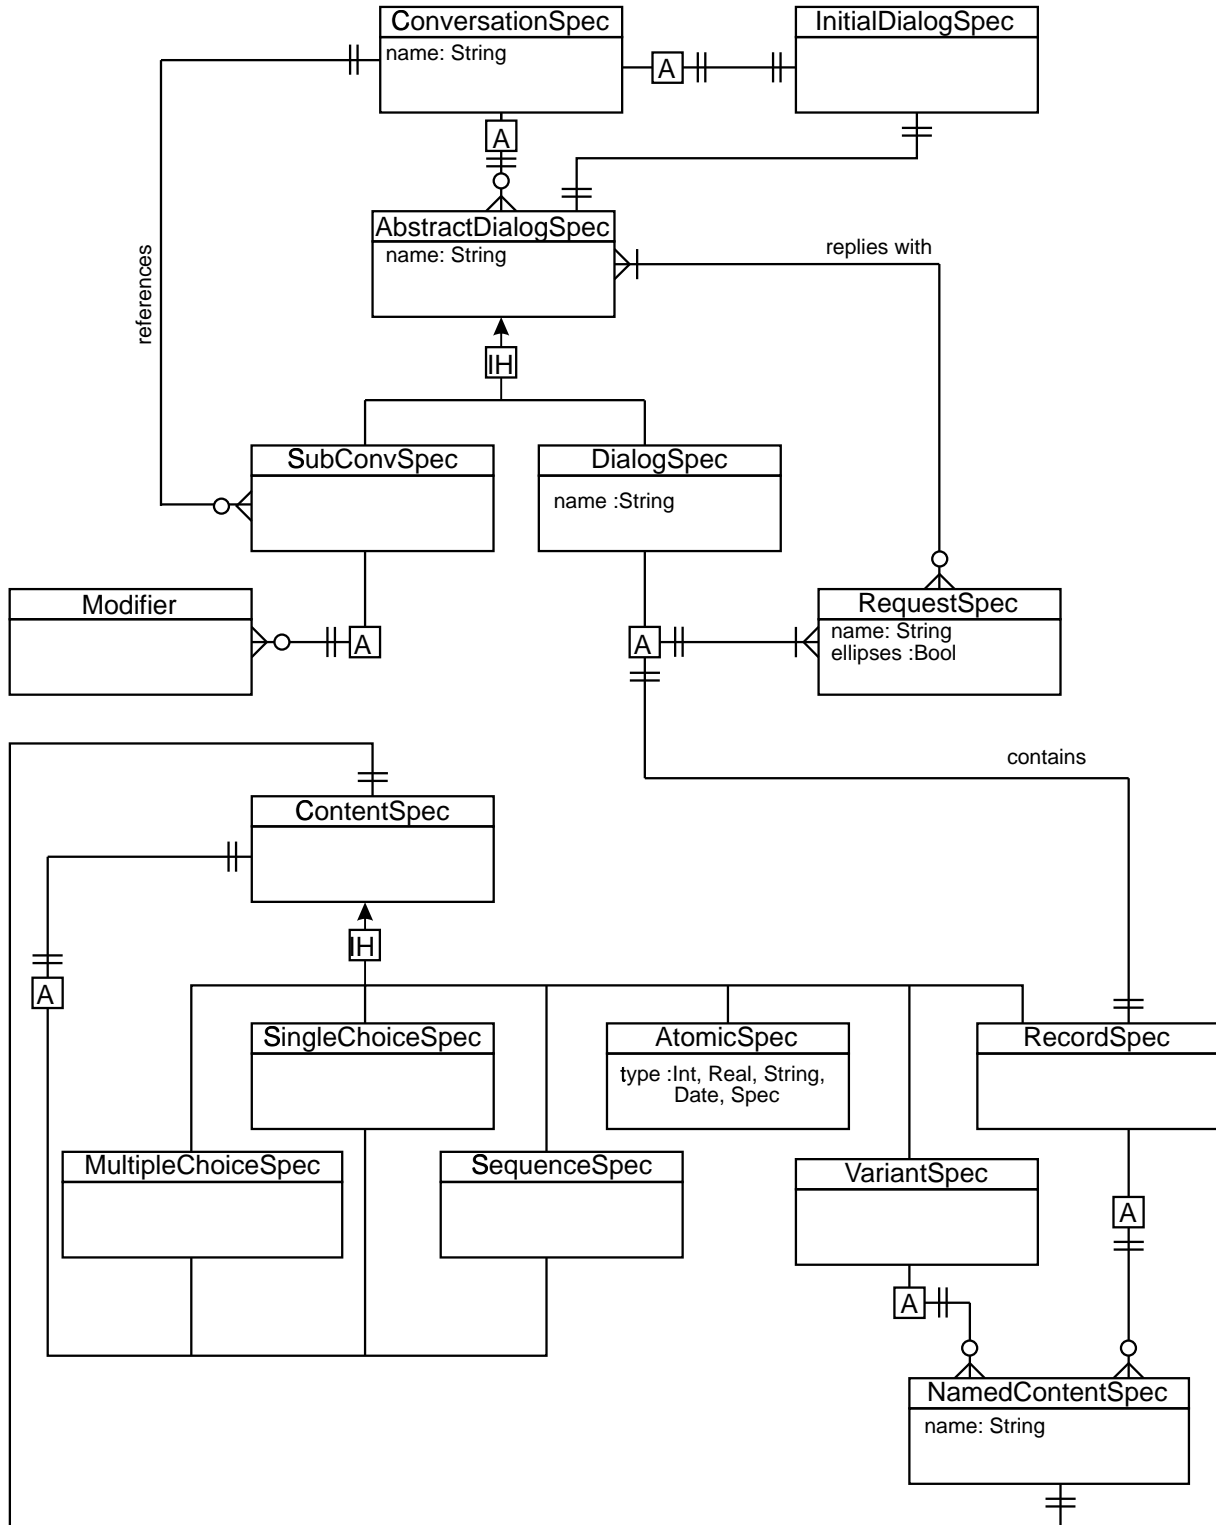 ConversationSpec
name: String
InitialDialogSpec
A
A
AbstractDialogSpec
name: String
replies with
references
IH
SubConvSpec
DialogSpec
name :String
Modifier
A
A
RequestSpec
name: String
ellipses :Bool
contains
ContentSpec
IH
A
SingleChoiceSpec
AtomicSpec
type :Int, Real, String,
Date, Spec
RecordSpec
MultipleChoiceSpec
SequenceSpec
VariantSpec
A
A
NamedContentSpec
name: String